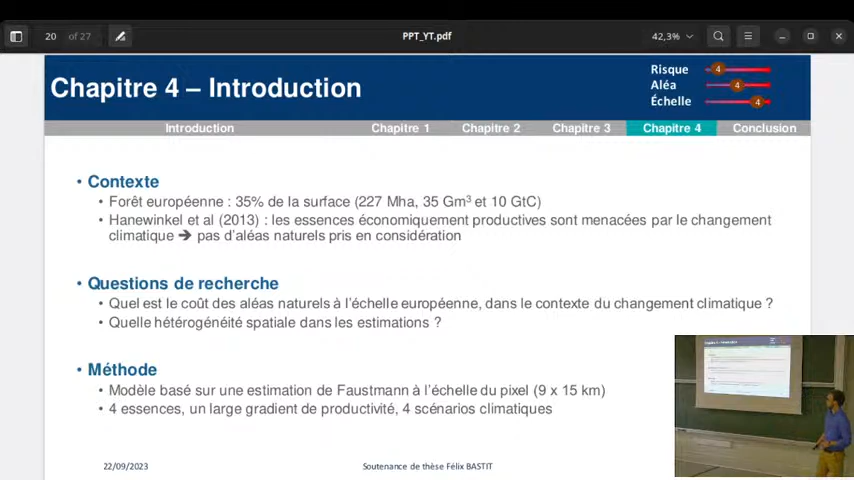 20 of 27
PPT_YT.pdf
42,3%
Chapitre 4 – Introduction
Risque 4
Aléa 4
Échelle 4
Introduction
Chapitre 1
Chapitre 2
Chapitre 3
Chapitre 4
Conclusion
• Contexte
• Forêt européenne : 35% de la surface (227 Mha, 35 Gm³ et 10 GtC)
• Hanewinkel et al (2013) : les essences économiquement productives sont menacées par le changement
climatique ➔ pas d'aléas naturels pris en considération
• Questions de recherche
• Quel est le coût des aléas naturels à l'échelle européenne, dans le contexte du changement climatique ?
• Quelle hétérogénéité spatiale dans les estimations ?
• Méthode
• Modèle basé sur une estimation de Faustmann à l'échelle du pixel (9 x 15 km)
• 4 essences, un large gradient de productivité, 4 scénarios climatiques
22/09/2023
Soutenance de thèse Félix BASTIT